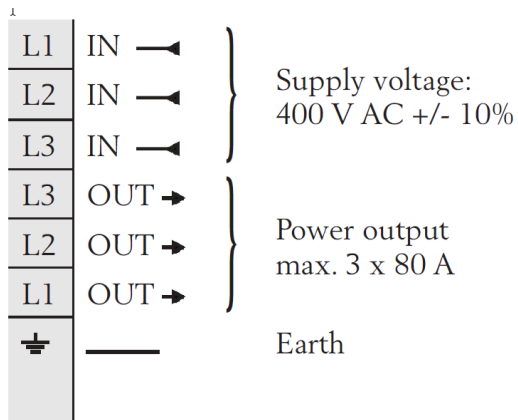 L1 IN
L2 IN
L3 IN
Supply voltage:
400 V AC +/- 10%
L3 OUT
L2 OUT
L1 OUT
Power output
max. 3 x 80 A
Earth